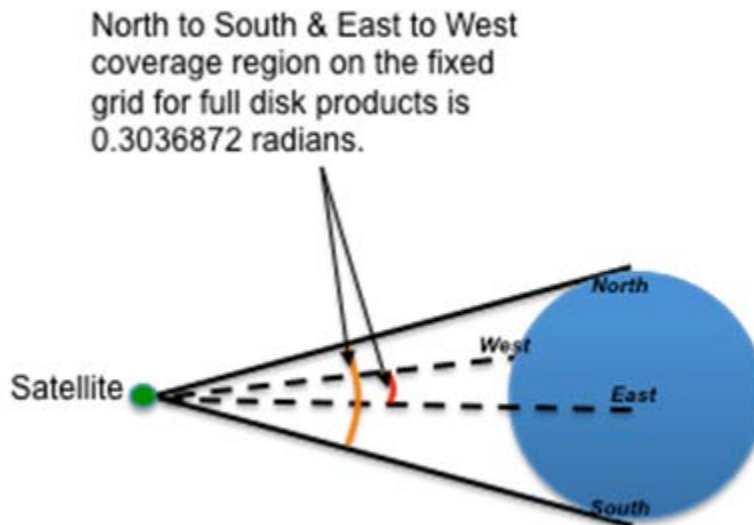 North to South & East to West
coverage region on the fixed
grid for full disk products is
0.3036872 radians.
North
West
Satellite
East
South